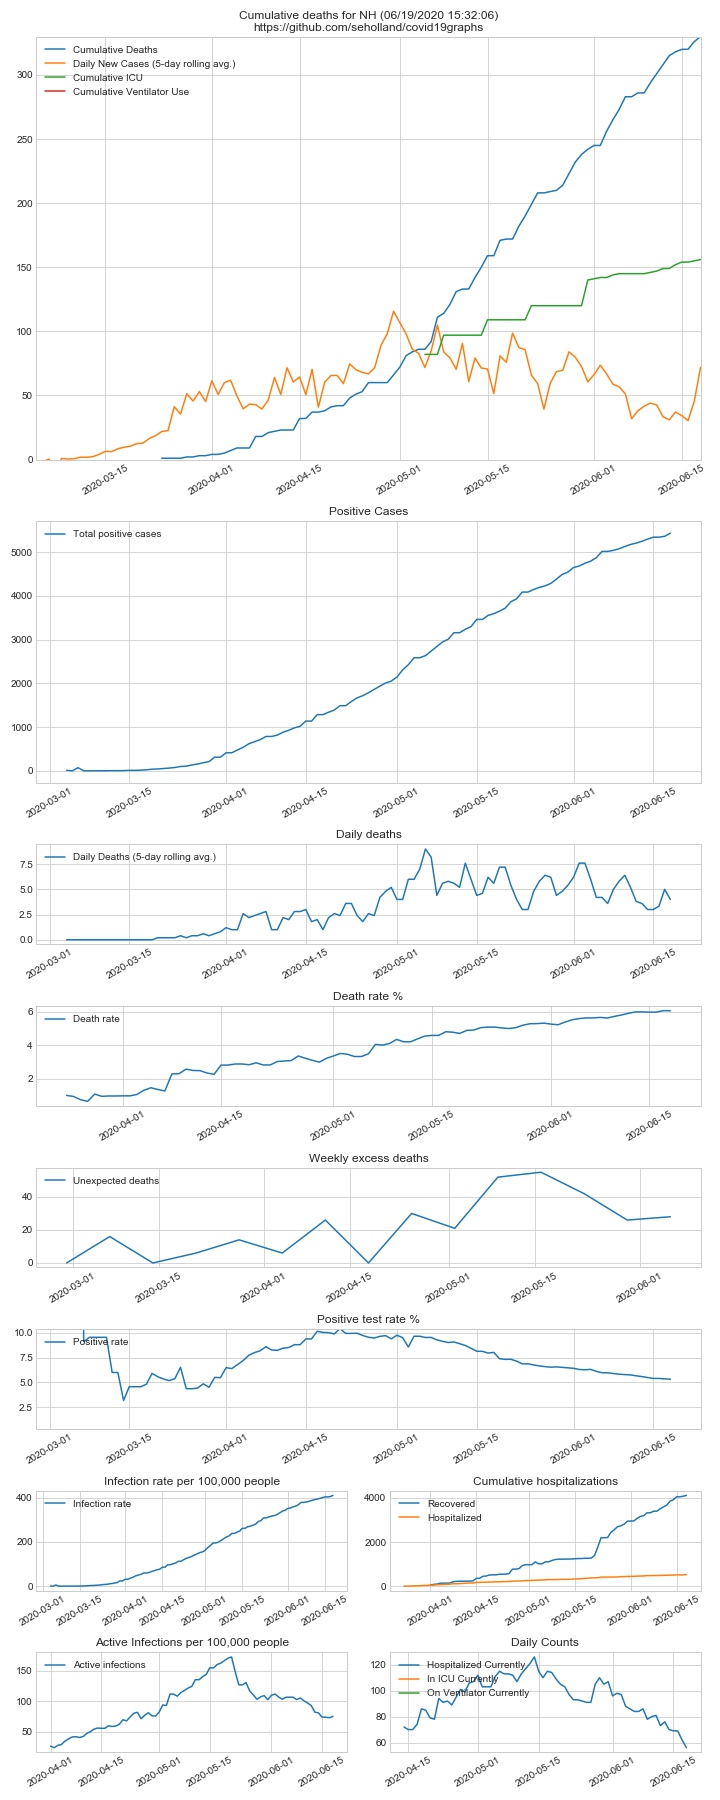 Cumulative deaths for NH (06/19/2020 15:32:06)
https://github.com/seholland/covid19graphs
Cumulative Deaths
Daily New Cases (5-day rolling avg.)
Cumulative ICU
Cumulative Ventilator Use
300
250
200
150
100
50
0
2020-03-15 2020-04-01 2020-04-15 2020-05-01 2020-05-15 2020-06-01 2020-06-15
Positive Cases
Total positive cases
5000
4000
3000
2000
1000
0
2020-03-01 2020-03-15 2020-04-01 2020-04-15 2020-05-01 2020-05-15 2020-06-01 2020-06-15
Daily deaths
Daily Deaths (5-day rolling avg.)
7.5
5.0
2.5
0.0
2020-03-01 2020-03-15 2020-04-01 2020-04-15 2020-05-01 2020-05-15 2020-06-01 2020-06-15
Death rate %
Death rate
6
4
2
2020-04-01 2020-04-15 2020-05-01 2020-05-15 2020-06-01 2020-06-15
Weekly excess deaths
Unexpected deaths
40
20
0
2020-03-01 2020-03-15 2020-04-01 2020-04-15 2020-05-01 2020-05-15 2020-06-01
Positive test rate %
Positive rate
10.0
7.5
5.0
2.5
2020-03-01 2020-03-15 2020-04-01 2020-04-15 2020-05-01 2020-05-15 2020-06-01 2020-06-15
Infection rate per 100,000 people
Infection rate
400
200
0
2020-03-01 2020-03-15 2020-04-01 2020-04-15 2020-05-01 2020-05-15 2020-06-01 2020-06-15
Cumulative hospitalizations
Recovered
Hospitalized
4000
2000
0
2020-04-01 2020-04-15 2020-05-01 2020-05-15 2020-06-01 2020-06-15
Active Infections per 100,000 people
Active infections
150
100
50
2020-04-01 2020-04-15 2020-05-01 2020-05-15 2020-06-01 2020-06-15
Daily Counts
Hospitalized Currently
In ICU Currently
On Ventilator Currently
120
100
80
60
2020-04-15 2020-05-01 2020-05-15 2020-06-01 2020-06-15